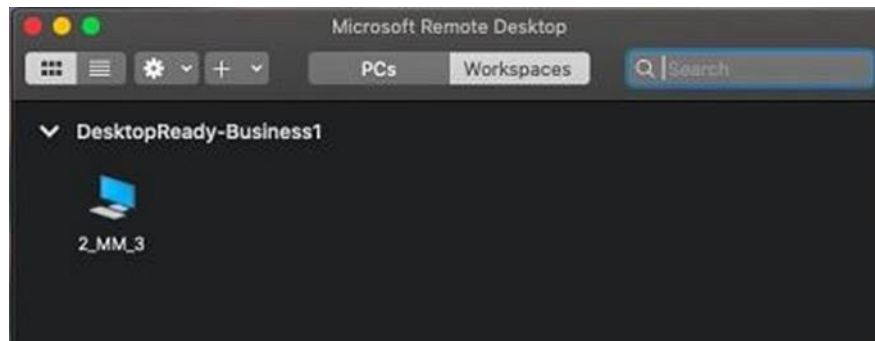 Microsoft Remote Desktop
PCs Workspaces Search
DesktopReady-Business1
2_MM_3